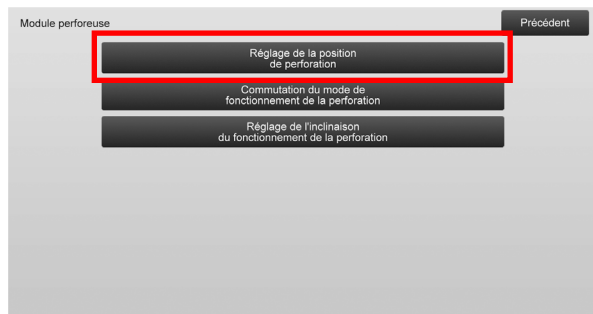 Module perforeuse
Précédent
Réglage de la position
de perforation
Commutation du mode de
fonctionnement de la perforation
Réglage de l'inclinaison
du fonctionnement de la perforation